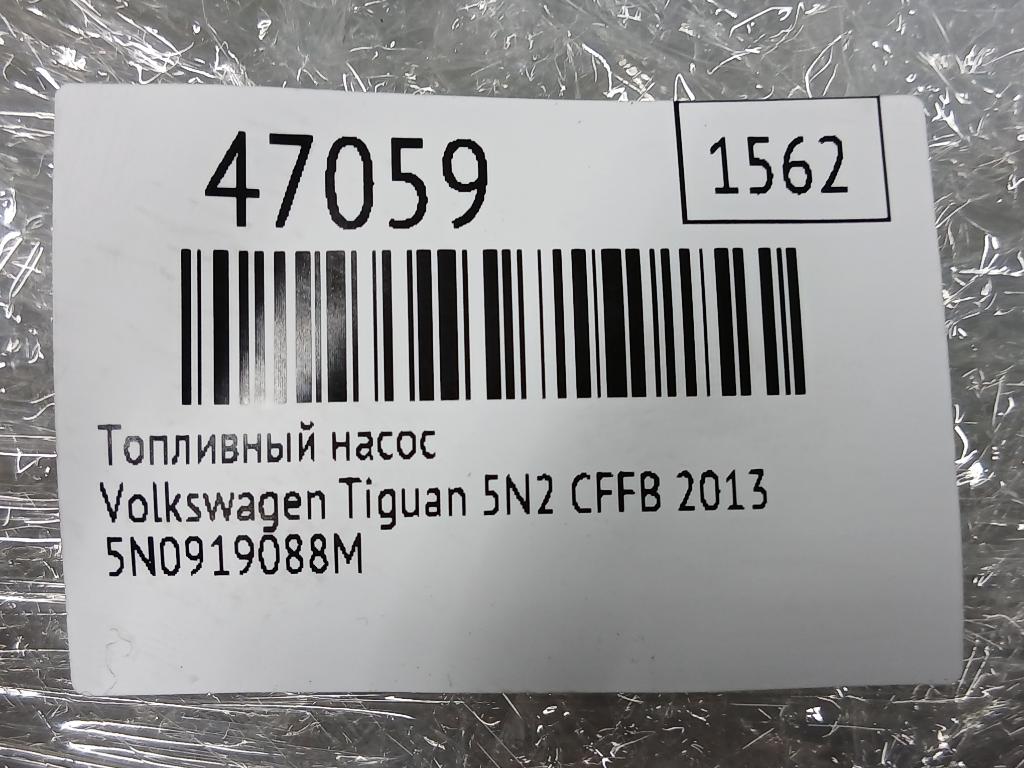 47059
1562
Топливный насос
Volkswagen Tiguan 5N2 CFFB 2013
5N0919088M